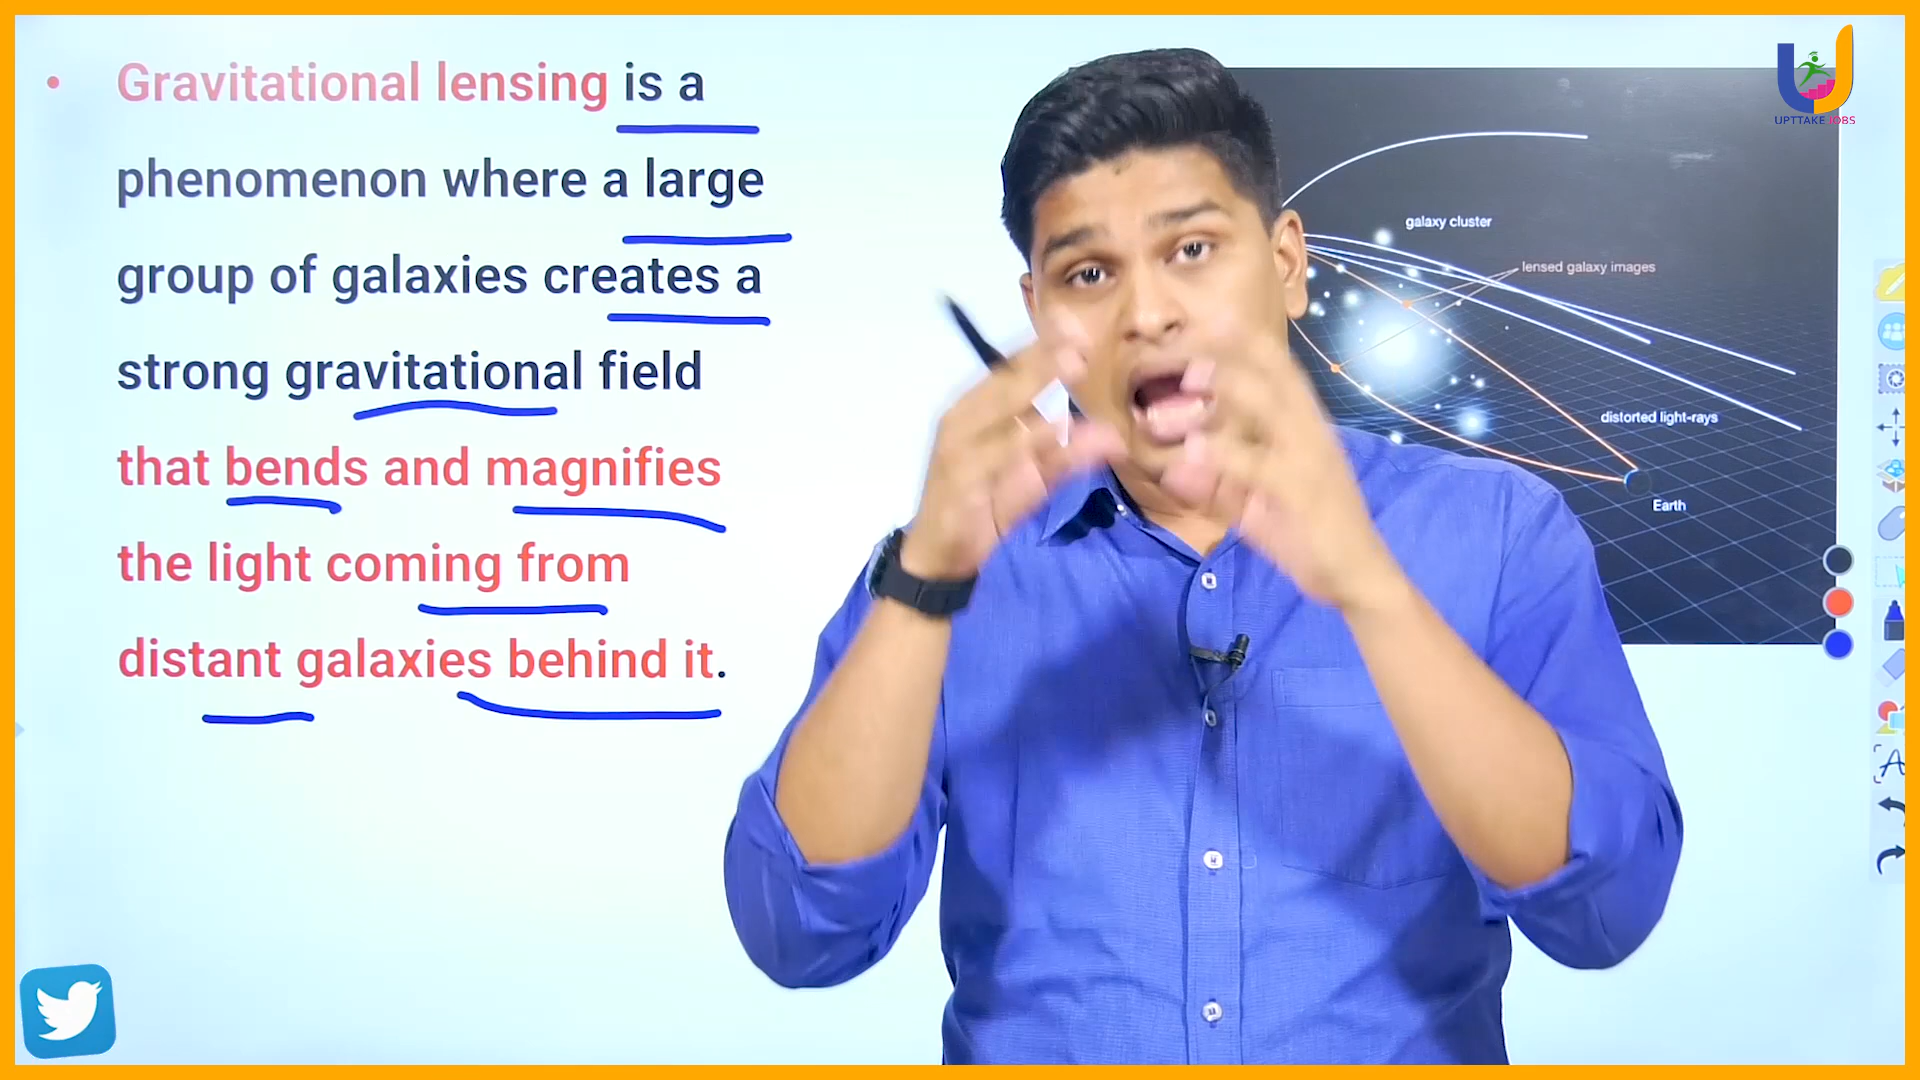 • Gravitational lensing is a
phenomenon where a large
group of galaxies creates a
strong gravitational field
that bends and magnifies
the light coming from
distant galaxies behind it.
UPTTAKE JOBS
galaxy cluster
lensed galaxy images
distorted light-rays
Earth
A